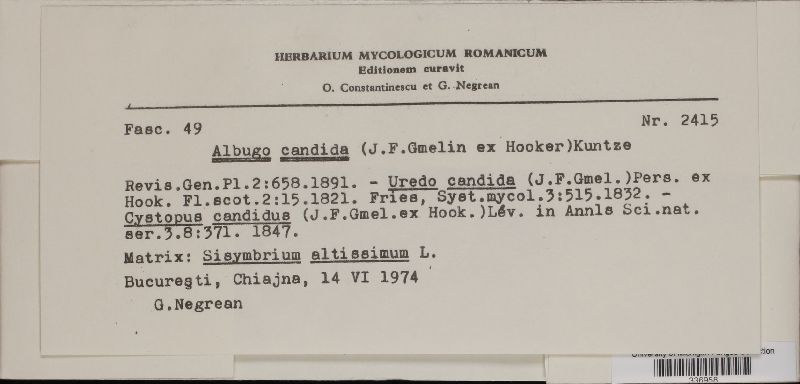 HERBARIUM MYCOLOGICUM ROMANICUM
Editionem curavit
O. Constantinescu et G. Negrean
Fasc. 49
Nr. 2415
Albugo candida (J.F.Gmelin ex Hooker)Kuntze
Revis.Gen.Pl.2:658.1891. - Uredo candida (J.F.Gmel.)Pers. ex
Hook. Fl.scot.2:15.1821. Fries, Syst.mycol.3:515.1832. -
Cystopus candidus (J.F.Gmel.ex Hook.)Lév. in Annls Sci.nat.
ser.3.8:371. 1847.
Matrix: Sisymbrium altissimum L.
București, Chiajna, 14 VI 1974
G.Negrean